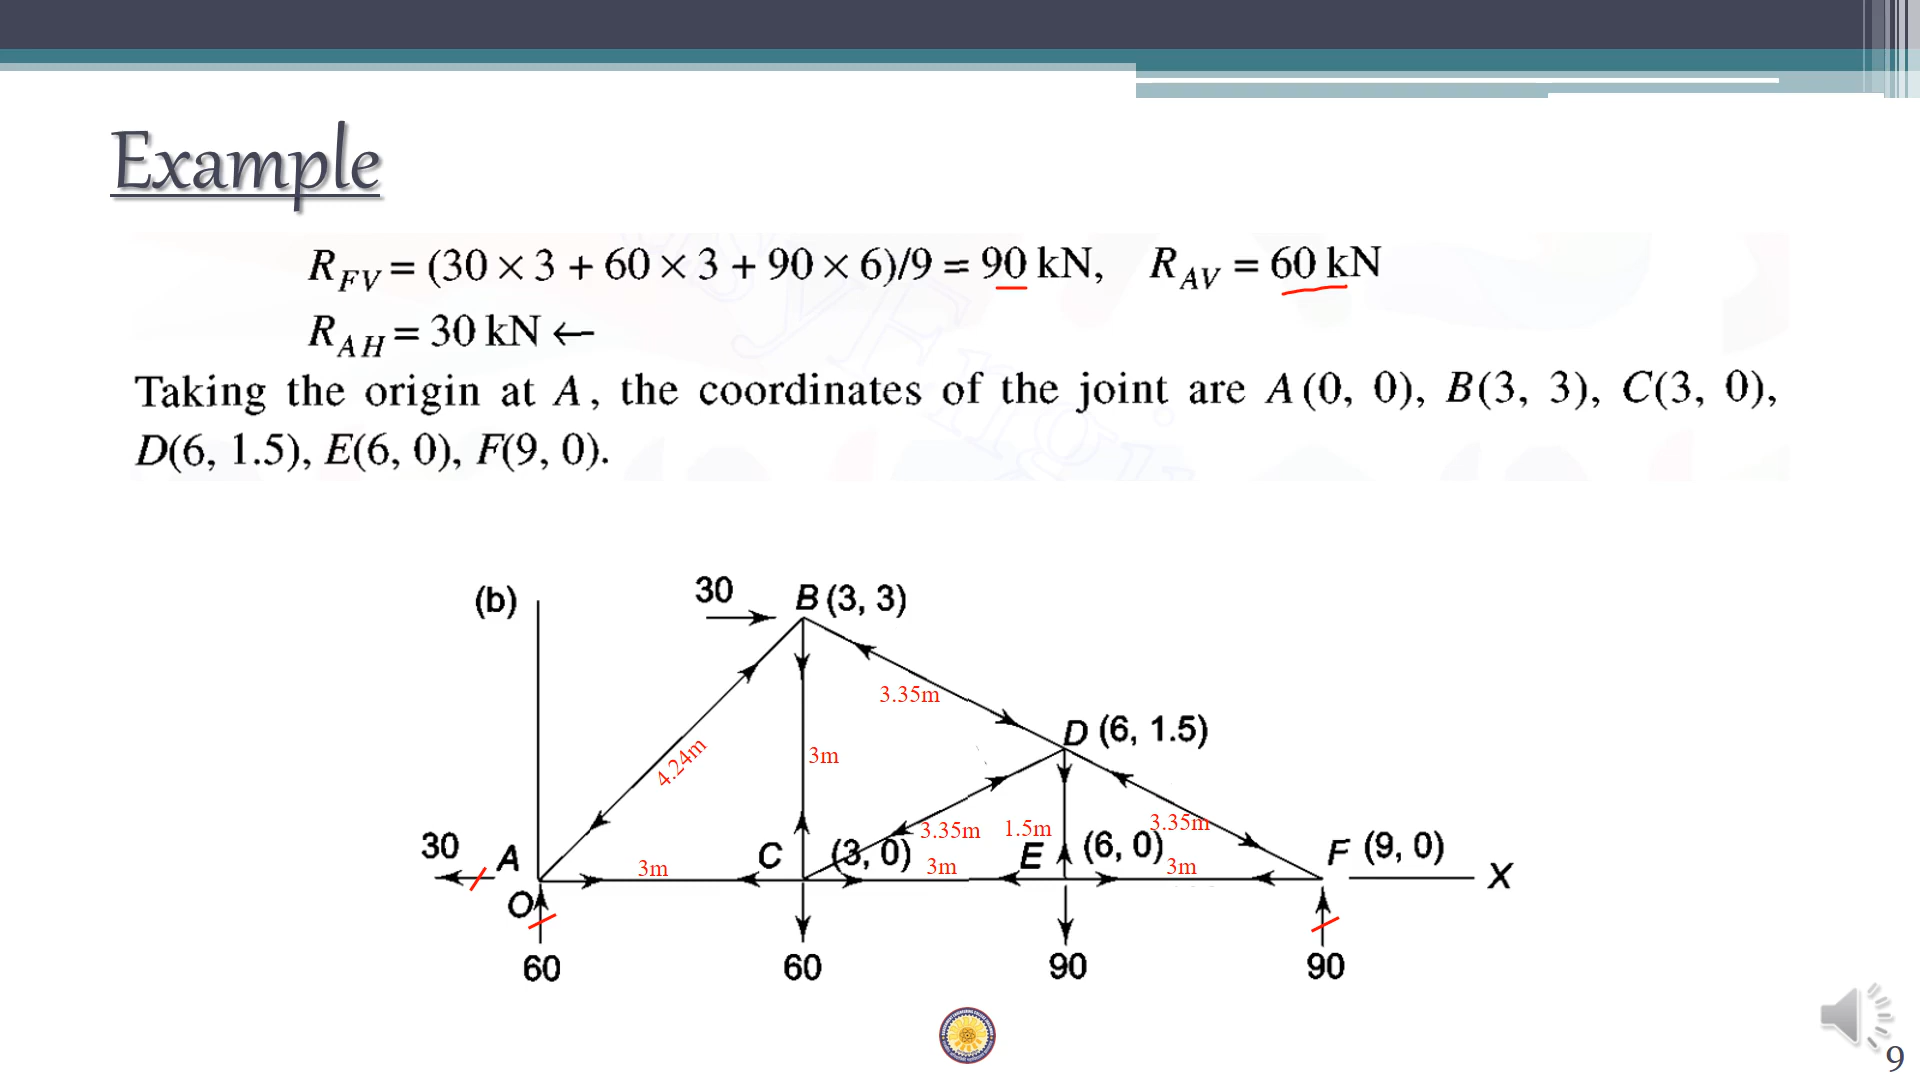 Example
R_FV = (30 × 3 + 60 × 3 + 90 × 6)/9 = 90 kN, R_AV = 60 kN
R_AH = 30 kN ←
Taking the origin at A, the coordinates of the joint are A(0, 0), B(3, 3), C(3, 0),
D(6, 1.5), E(6, 0), F(9, 0).
(b) 30 B (3, 3)
3.35m
D (6, 1.5)
4.24m 3m
3.35m 1.5m 3.35m
30 A C (3, 0) E (6, 0) F (9, 0)
3m 3m 3m X
O
60 60 90 90
9